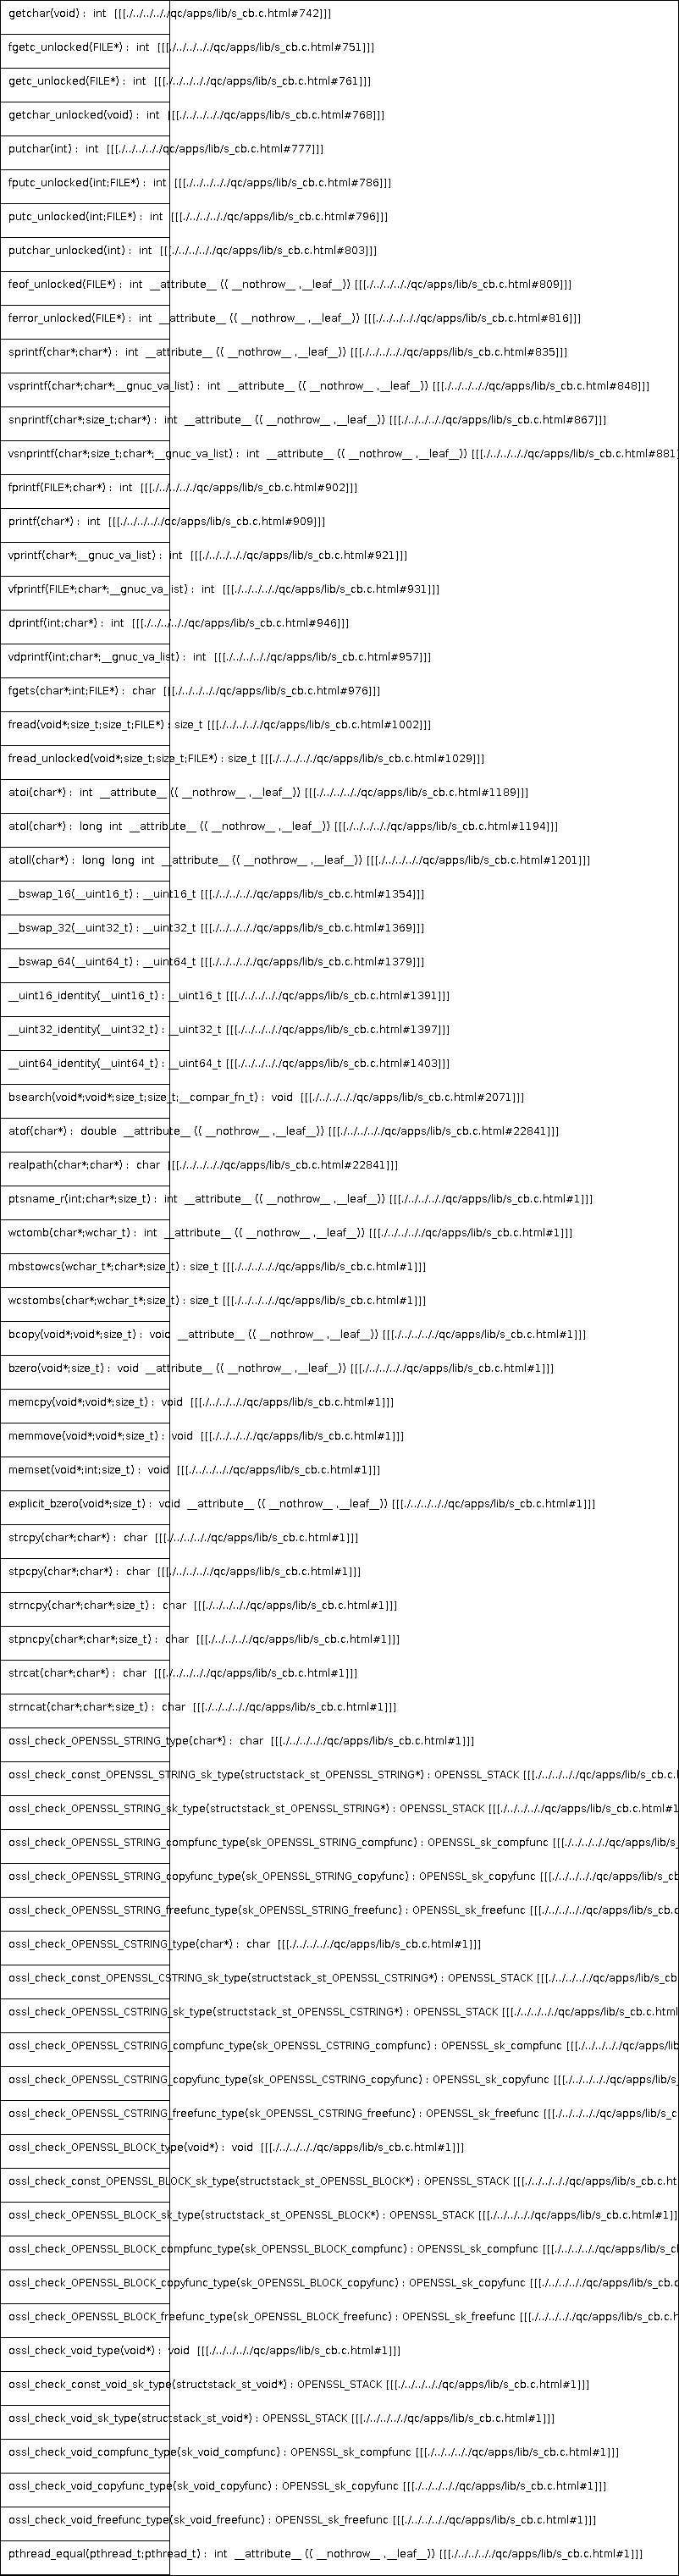 getchar(void) :  int  [[[./../../../qc/apps/lib/s_cb.c.html#742]]]
fgetc_unlocked(FILE*) :  int  [[[./../../../qc/apps/lib/s_cb.c.html#751]]]
getc_unlocked(FILE*) :  int  [[[./../../../qc/apps/lib/s_cb.c.html#761]]]
getchar_unlocked(void) :  int  [[[./../../../qc/apps/lib/s_cb.c.html#768]]]
putchar(int) :  int  [[[./../../../qc/apps/lib/s_cb.c.html#777]]]
fputc_unlocked(int;FILE*) :  int  [[[./../../../qc/apps/lib/s_cb.c.html#786]]]
putc_unlocked(int;FILE*) :  int  [[[./../../../qc/apps/lib/s_cb.c.html#796]]]
putchar_unlocked(int) :  int  [[[./../../../qc/apps/lib/s_cb.c.html#803]]]
feof_unlocked(FILE*) :  int  __attribute__ (( __nothrow__ ,__leaf__)) [[[./../../../qc/apps/lib/s_cb.c.html#809]]]
ferror_unlocked(FILE*) :  int  __attribute__ (( __nothrow__ ,__leaf__)) [[[./../../../qc/apps/lib/s_cb.c.html#816]]]
sprintf(char*;char*) :  int  __attribute__ (( __nothrow__ ,__leaf__)) [[[./../../../qc/apps/lib/s_cb.c.html#835]]]
vsprintf(char*;char*;__gnuc_va_list) :  int  __attribute__ (( __nothrow__ ,__leaf__)) [[[./../../../qc/apps/lib/s_cb.c.html#848]]]
snprintf(char*;size_t;char*) :  int  __attribute__ (( __nothrow__ ,__leaf__)) [[[./../../../qc/apps/lib/s_cb.c.html#867]]]
vsnprintf(char*;size_t;char*;__gnuc_va_list) :  int  __attribute__ (( __nothrow__ ,__leaf__)) [[[./../../../qc/apps/lib/s_cb.c.html#881]
fprintf(FILE*;char*) :  int  [[[./../../../qc/apps/lib/s_cb.c.html#902]]]
printf(char*) :  int  [[[./../../../qc/apps/lib/s_cb.c.html#909]]]
vprintf(char*;__gnuc_va_list) :  int  [[[./../../../qc/apps/lib/s_cb.c.html#921]]]
vfprintf(FILE*;char*;__gnuc_va_list) :  int  [[[./../../../qc/apps/lib/s_cb.c.html#931]]]
dprintf(int;char*) :  int  [[[./../../../qc/apps/lib/s_cb.c.html#946]]]
vdprintf(int;char*;__gnuc_va_list) :  int  [[[./../../../qc/apps/lib/s_cb.c.html#957]]]
fgets(char*;int;FILE*) :  char  [[[./../../../qc/apps/lib/s_cb.c.html#976]]]
fread(void*;size_t;size_t;FILE*) : size_t [[[./../../../qc/apps/lib/s_cb.c.html#1002]]]
fread_unlocked(void*;size_t;size_t;FILE*) : size_t [[[./../../../qc/apps/lib/s_cb.c.html#1029]]]
atoi(char*) :  int  __attribute__ (( __nothrow__ ,__leaf__)) [[[./../../../qc/apps/lib/s_cb.c.html#1189]]]
atol(char*) :  long  int  __attribute__ (( __nothrow__ ,__leaf__)) [[[./../../../qc/apps/lib/s_cb.c.html#1194]]]
atoll(char*) :  long  long  int  __attribute__ (( __nothrow__ ,__leaf__)) [[[./../../../qc/apps/lib/s_cb.c.html#1201]]]
__bswap_16(__uint16_t) : __uint16_t [[[./../../../qc/apps/lib/s_cb.c.html#1354]]]
__bswap_32(__uint32_t) : __uint32_t [[[./../../../qc/apps/lib/s_cb.c.html#1369]]]
__bswap_64(__uint64_t) : __uint64_t [[[./../../../qc/apps/lib/s_cb.c.html#1379]]]
__uint16_identity(__uint16_t) : __uint16_t [[[./../../../qc/apps/lib/s_cb.c.html#1391]]]
__uint32_identity(__uint32_t) : __uint32_t [[[./../../../qc/apps/lib/s_cb.c.html#1397]]]
__uint64_identity(__uint64_t) : __uint64_t [[[./../../../qc/apps/lib/s_cb.c.html#1403]]]
bsearch(void*;void*;size_t;size_t;__compar_fn_t) :  void  [[[./../../../qc/apps/lib/s_cb.c.html#2071]]]
atof(char*) :  double  __attribute__ (( __nothrow__ ,__leaf__)) [[[./../../../qc/apps/lib/s_cb.c.html#22841]]]
realpath(char*;char*) :  char  [[[./../../../qc/apps/lib/s_cb.c.html#22841]]]
ptsname_r(int;char*;size_t) :  int  __attribute__ (( __nothrow__ ,__leaf__)) [[[./../../../qc/apps/lib/s_cb.c.html#1]]]
wctomb(char*;wchar_t) :  int  __attribute__ (( __nothrow__ ,__leaf__)) [[[./../../../qc/apps/lib/s_cb.c.html#1]]]
mbstowcs(wchar_t*;char*;size_t) : size_t [[[./../../../qc/apps/lib/s_cb.c.html#1]]]
wcstombs(char*;wchar_t*;size_t) : size_t [[[./../../../qc/apps/lib/s_cb.c.html#1]]]
bcopy(void*;void*;size_t) :  void  __attribute__ (( __nothrow__ ,__leaf__)) [[[./../../../qc/apps/lib/s_cb.c.html#1]]]
bzero(void*;size_t) :  void  __attribute__ (( __nothrow__ ,__leaf__)) [[[./../../../qc/apps/lib/s_cb.c.html#1]]]
memcpy(void*;void*;size_t) :  void  [[[./../../../qc/apps/lib/s_cb.c.html#1]]]
memmove(void*;void*;size_t) :  void  [[[./../../../qc/apps/lib/s_cb.c.html#1]]]
memset(void*;int;size_t) :  void  [[[./../../../qc/apps/lib/s_cb.c.html#1]]]
explicit_bzero(void*;size_t) :  void  __attribute__ (( __nothrow__ ,__leaf__)) [[[./../../../qc/apps/lib/s_cb.c.html#1]]]
strcpy(char*;char*) :  char  [[[./../../../qc/apps/lib/s_cb.c.html#1]]]
stpcpy(char*;char*) :  char  [[[./../../../qc/apps/lib/s_cb.c.html#1]]]
strncpy(char*;char*;size_t) :  char  [[[./../../../qc/apps/lib/s_cb.c.html#1]]]
stpncpy(char*;char*;size_t) :  char  [[[./../../../qc/apps/lib/s_cb.c.html#1]]]
strcat(char*;char*) :  char  [[[./../../../qc/apps/lib/s_cb.c.html#1]]]
strncat(char*;char*;size_t) :  char  [[[./../../../qc/apps/lib/s_cb.c.html#1]]]
ossl_check_OPENSSL_STRING_type(char*) :  char  [[[./../../../qc/apps/lib/s_cb.c.html#1]]]
ossl_check_const_OPENSSL_STRING_sk_type(structstack_st_OPENSSL_STRING*) : OPENSSL_STACK [[[./../../../qc/apps/lib/s_cb.c.h
ossl_check_OPENSSL_STRING_sk_type(structstack_st_OPENSSL_STRING*) : OPENSSL_STACK [[[./../../../qc/apps/lib/s_cb.c.html#1
ossl_check_OPENSSL_STRING_compfunc_type(sk_OPENSSL_STRING_compfunc) : OPENSSL_sk_compfunc [[[./../../../qc/apps/lib/s_
ossl_check_OPENSSL_STRING_copyfunc_type(sk_OPENSSL_STRING_copyfunc) : OPENSSL_sk_copyfunc [[[./../../../qc/apps/lib/s_cb
ossl_check_OPENSSL_STRING_freefunc_type(sk_OPENSSL_STRING_freefunc) : OPENSSL_sk_freefunc [[[./../../../qc/apps/lib/s_cb.c
ossl_check_OPENSSL_CSTRING_type(char*) :  char  [[[./../../../qc/apps/lib/s_cb.c.html#1]]]
ossl_check_const_OPENSSL_CSTRING_sk_type(structstack_st_OPENSSL_CSTRING*) : OPENSSL_STACK [[[./../../../qc/apps/lib/s_cb.
ossl_check_OPENSSL_CSTRING_sk_type(structstack_st_OPENSSL_CSTRING*) : OPENSSL_STACK [[[./../../../qc/apps/lib/s_cb.c.html
ossl_check_OPENSSL_CSTRING_compfunc_type(sk_OPENSSL_CSTRING_compfunc) : OPENSSL_sk_compfunc [[[./../../../qc/apps/lib
ossl_check_OPENSSL_CSTRING_copyfunc_type(sk_OPENSSL_CSTRING_copyfunc) : OPENSSL_sk_copyfunc [[[./../../../qc/apps/lib/s_
ossl_check_OPENSSL_CSTRING_freefunc_type(sk_OPENSSL_CSTRING_freefunc) : OPENSSL_sk_freefunc [[[./../../../qc/apps/lib/s_c
ossl_check_OPENSSL_BLOCK_type(void*) :  void  [[[./../../../qc/apps/lib/s_cb.c.html#1]]]
ossl_check_const_OPENSSL_BLOCK_sk_type(structstack_st_OPENSSL_BLOCK*) : OPENSSL_STACK [[[./../../../qc/apps/lib/s_cb.c.ht
ossl_check_OPENSSL_BLOCK_sk_type(structstack_st_OPENSSL_BLOCK*) : OPENSSL_STACK [[[./../../../qc/apps/lib/s_cb.c.html#1]]
ossl_check_OPENSSL_BLOCK_compfunc_type(sk_OPENSSL_BLOCK_compfunc) : OPENSSL_sk_compfunc [[[./../../../qc/apps/lib/s_cl
ossl_check_OPENSSL_BLOCK_copyfunc_type(sk_OPENSSL_BLOCK_copyfunc) : OPENSSL_sk_copyfunc [[[./../../../qc/apps/lib/s_cb.c
ossl_check_OPENSSL_BLOCK_freefunc_type(sk_OPENSSL_BLOCK_freefunc) : OPENSSL_sk_freefunc [[[./../../../qc/apps/lib/s_cb.c.h
ossl_check_void_type(void*) :  void  [[[./../../../qc/apps/lib/s_cb.c.html#1]]]
ossl_check_const_void_sk_type(structstack_st_void*) : OPENSSL_STACK [[[./../../../qc/apps/lib/s_cb.c.html#1]]]
ossl_check_void_sk_type(structstack_st_void*) : OPENSSL_STACK [[[./../../../qc/apps/lib/s_cb.c.html#1]]]
ossl_check_void_compfunc_type(sk_void_compfunc) : OPENSSL_sk_compfunc [[[./../../../qc/apps/lib/s_cb.c.html#1]]]
ossl_check_void_copyfunc_type(sk_void_copyfunc) : OPENSSL_sk_copyfunc [[[./../../../qc/apps/lib/s_cb.c.html#1]]]
ossl_check_void_freefunc_type(sk_void_freefunc) : OPENSSL_sk_freefunc [[[./../../../qc/apps/lib/s_cb.c.html#1]]]
pthread_equal(pthread_t;pthread_t) :  int  __attribute__ (( __nothrow__ ,__leaf__)) [[[./../../../qc/apps/lib/s_cb.c.html#1]]]